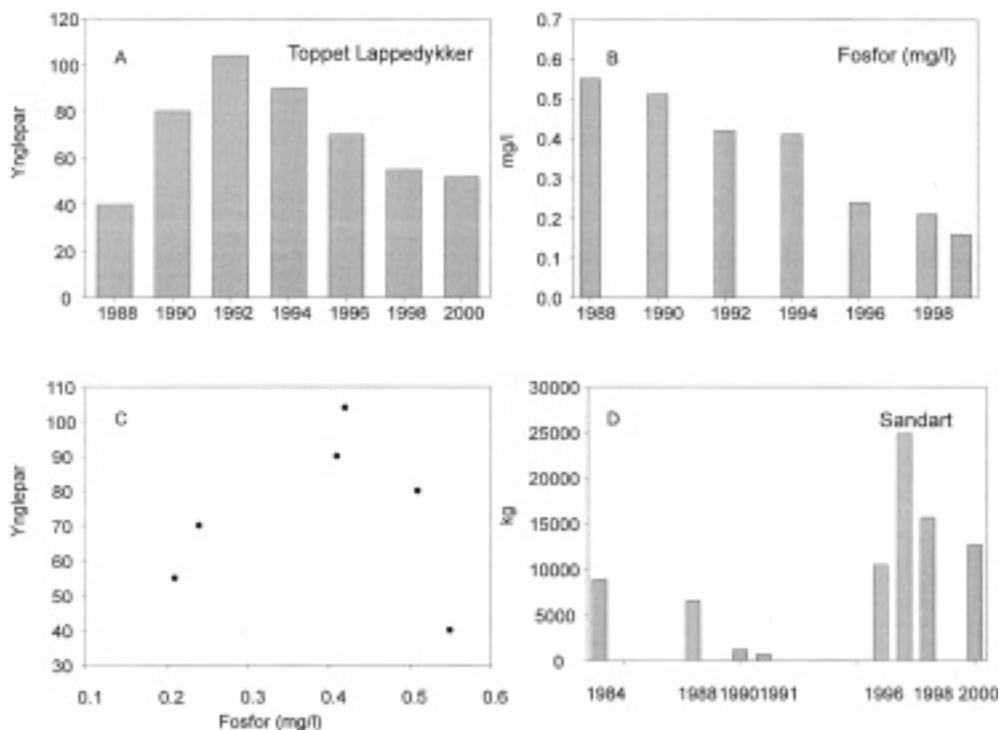 A
Toppet Lappedykker
Ynglepar
120
100
80
60
40
20
0
1988 1990 1992 1994 1996 1998 2000
B
Fosfor (mg/l)
mg/l
0.7
0.6
0.5
0.4
0.3
0.2
0.1
0.0
1988 1990 1992 1994 1996 1998
C
Ynglepar
110
100
90
80
70
60
50
40
30
0.1 0.2 0.3 0.4 0.5 0.6
Fosfor (mg/l)
D
Sandart
kg
30000
25000
20000
15000
10000
5000
0
1984 1988 1990 1991 1996 1998 2000